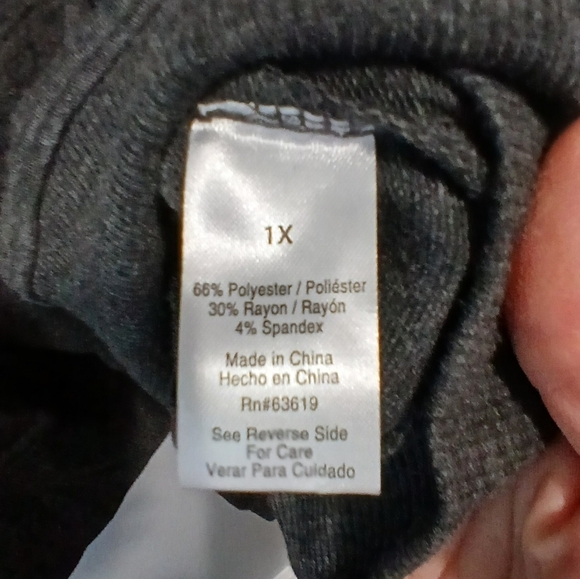 1X
66% Polyester / Poliéster
30% Rayon / Rayón
4% Spandex
Made in China
Hecho en China
Rn#63619
See Reverse Side
For Care
Verar Para Cuidado